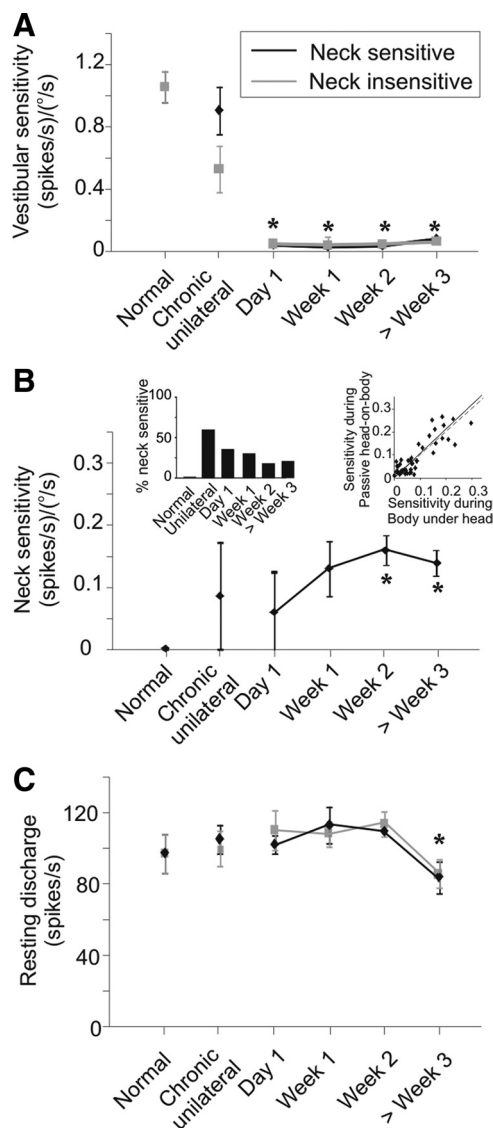 A
Vestibular sensitivity
(spikes/s)/(°/s)
1.2
0.8
0.4
0
Neck sensitive
Neck insensitive
* * * *
Normal
Chronic
unilateral
Day 1
Week 1
Week 2
> Week 3
B
Neck sensitivity
(spikes/s)/(°/s)
0.3
0.2
0.1
0
% neck sensitive
100
50
0
Normal
Unilateral
Day 1
Week 1
Week 2
> Week 3
Sensitivity during
Passive head-on-body
0.3
0.2
0.1
0
0 0.1 0.2 0.3
Sensitivity during
Body under head
* *
Normal
Chronic
unilateral
Day 1
Week 1
Week 2
> Week 3
C
Resting discharge
(spikes/s)
120
80
40
0
*
Normal
Chronic
unilateral
Day 1
Week 1
Week 2
> Week 3